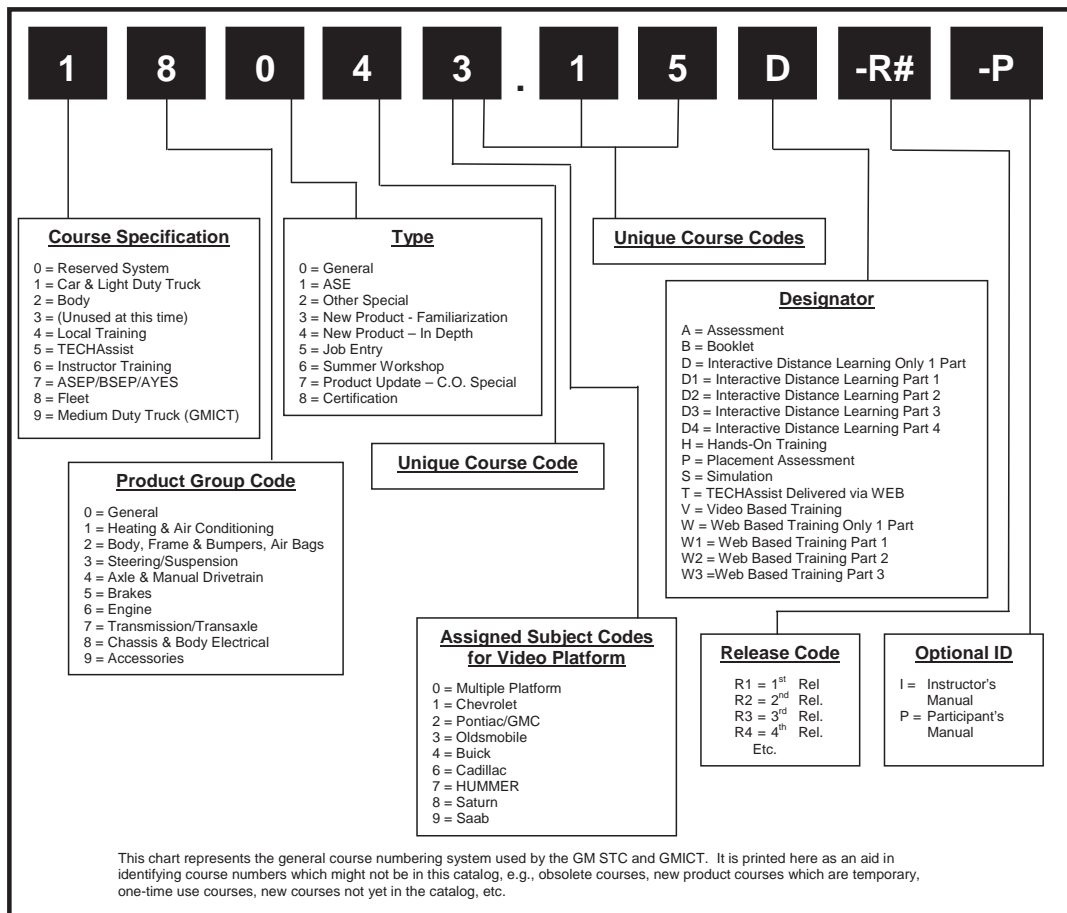 1 8 0 4 3 . 1 5 D -R# -P
Course Specification
0 = Reserved System
1 = Car & Light Duty Truck
2 = Body
3 = (Unused at this time)
4 = Local Training
5 = TECHAssist
6 = Instructor Training
7 = ASEP/BSEP/AYES
8 = Fleet
9 = Medium Duty Truck (GMICT)
Type
0 = General
1 = ASE
2 = Other Special
3 = New Product - Familiarization
4 = New Product – In Depth
5 = Job Entry
6 = Summer Workshop
7 = Product Update – C.O. Special
8 = Certification
Unique Course Codes
Designator
A = Assessment
B = Booklet
D = Interactive Distance Learning Only 1 Part
D1 = Interactive Distance Learning Part 1
D2 = Interactive Distance Learning Part 2
D3 = Interactive Distance Learning Part 3
D4 = Interactive Distance Learning Part 4
H = Hands-On Training
P = Placement Assessment
S = Simulation
T = TECHAssist Delivered via WEB
V = Video Based Training
W = Web Based Training Only 1 Part
W1 = Web Based Training Part 1
W2 = Web Based Training Part 2
W3 =Web Based Training Part 3
Unique Course Code
Product Group Code
0 = General
1 = Heating & Air Conditioning
2 = Body, Frame & Bumpers, Air Bags
3 = Steering/Suspension
4 = Axle & Manual Drivetrain
5 = Brakes
6 = Engine
7 = Transmission/Transaxle
8 = Chassis & Body Electrical
9 = Accessories
Assigned Subject Codes
for Video Platform
0 = Multiple Platform
1 = Chevrolet
2 = Pontiac/GMC
3 = Oldsmobile
4 = Buick
6 = Cadillac
7 = HUMMER
8 = Saturn
9 = Saab
Release Code
R1 = 1st Rel
R2 = 2nd Rel.
R3 = 3rd Rel.
R4 = 4th Rel.
Etc.
Optional ID
I = Instructor's
Manual
P = Participant's
Manual
This chart represents the general course numbering system used by the GM STC and GMICT. It is printed here as an aid in
identifying course numbers which might not be in this catalog, e.g., obsolete courses, new product courses which are temporary,
one-time use courses, new courses not yet in the catalog, etc.